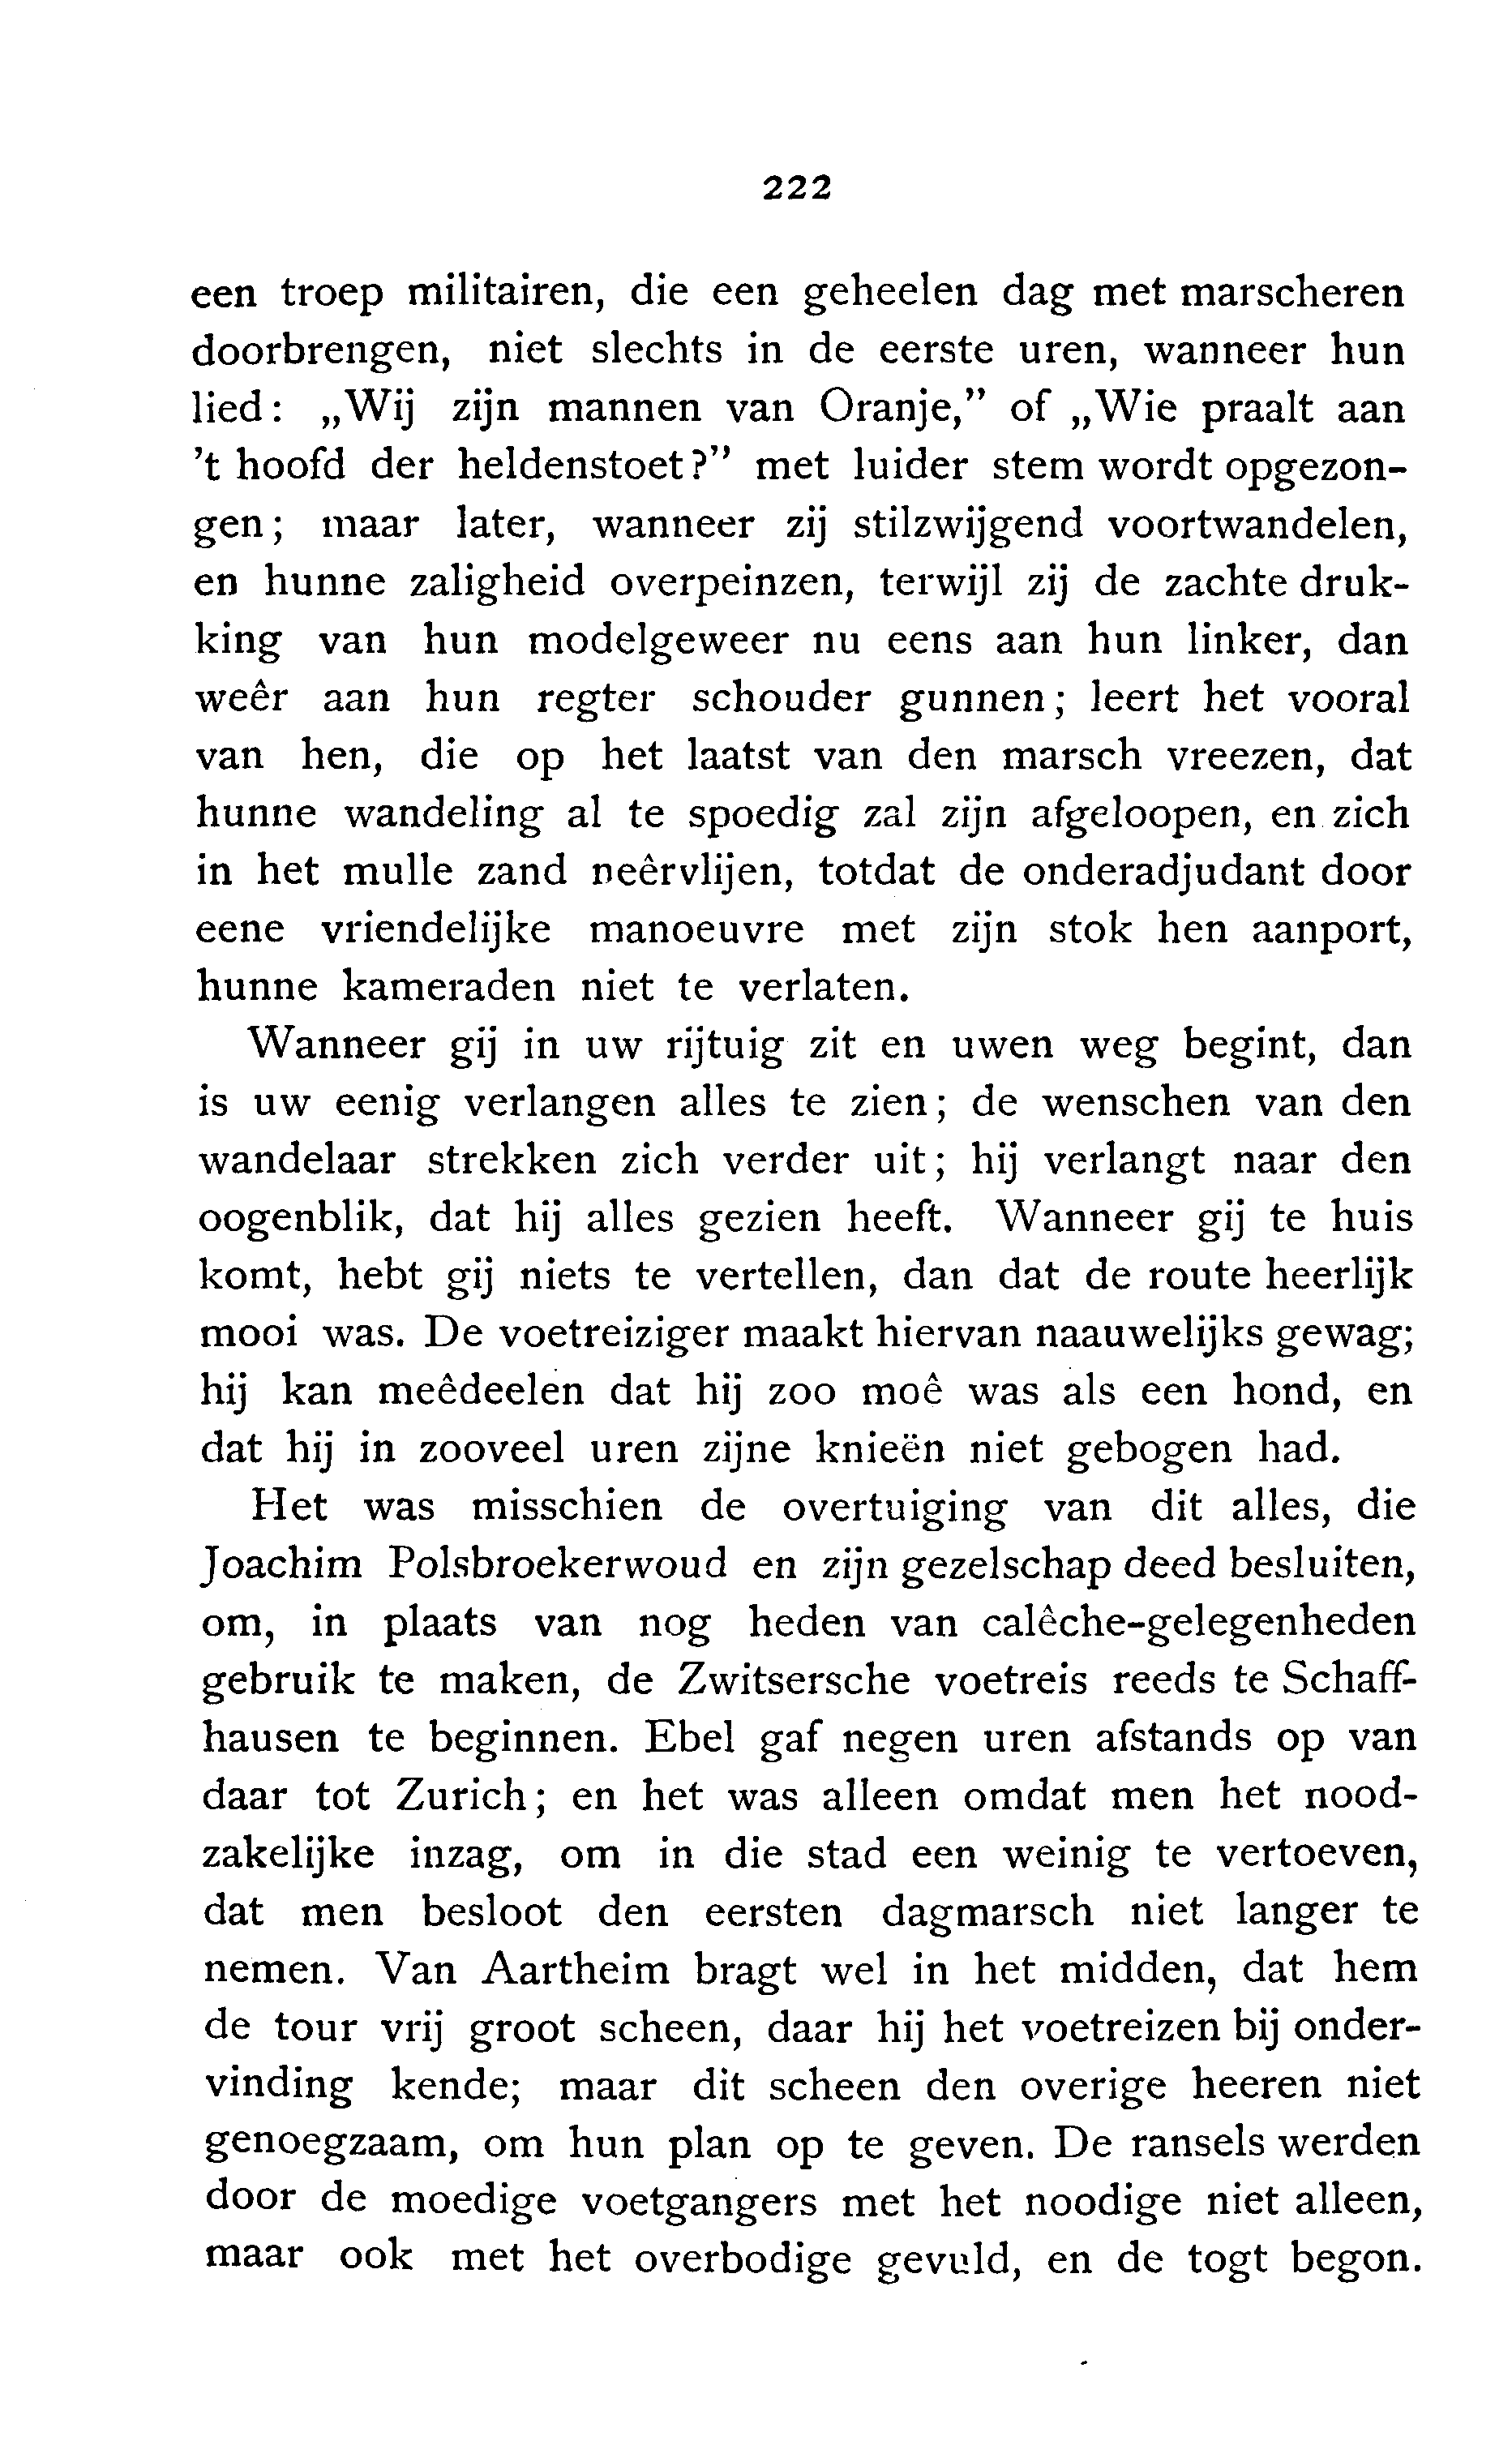 222
een troep militairen, die een geheelen dag met marscheren
doorbrengen, niet slechts in de eerste uren, wanneer hun
lied: „Wij zijn mannen van Oranje,” of „Wie praalt aan
't hoofd der heldenstoet?” met luider stem wordt opgezon-
gen; maar later, wanneer zij stilzwijgend voortwandelen,
en hunne zaligheid overpeinzen, terwijl zij de zachte druk-
king van hun modelgeweer nu eens aan hun linker, dan
weêr aan hun regter schouder gunnen; leert het vooral
van hen, die op het laatst van den marsch vreezen, dat
hunne wandeling al te spoedig zal zijn afgeloopen, en zich
in het mulle zand neêrvlijen, totdat de onderadjudant door
eene vriendelijke manoeuvre met zijn stok hen aanport,
hunne kameraden niet te verlaten.
Wanneer gij in uw rijtuig zit en uwen weg begint, dan
is uw eenig verlangen alles te zien; de wenschen van den
wandelaar strekken zich verder uit; hij verlangt naar den
oogenblik, dat hij alles gezien heeft. Wanneer gij te huis
komt, hebt gij niets te vertellen, dan dat de route heerlijk
mooi was. De voetreiziger maakt hiervan naauwelijks gewag;
hij kan meêdeelen dat hij zoo moê was als een hond, en
dat hij in zooveel uren zijne knieën niet gebogen had.
Het was misschien de overtuiging van dit alles, die
Joachim Polsbroekerwoud en zijn gezelschap deed besluiten,
om, in plaats van nog heden van calêche-gelegenheden
gebruik te maken, de Zwitsersche voetreis reeds te Schaff-
hausen te beginnen. Ebel gaf negen uren afstands op van
daar tot Zurich; en het was alleen omdat men het nood-
zakelijke inzag, om in die stad een weinig te vertoeven,
dat men besloot den eersten dagmarsch niet langer te
nemen. Van Aartheim bragt wel in het midden, dat hem
de tour vrij groot scheen, daar hij het voetreizen bij onder-
vinding kende; maar dit scheen den overige heeren niet
genoegzaam, om hun plan op te geven. De ransels werden
door de moedige voetgangers met het noodige niet alleen,
maar ook met het overbodige gevuld, en de togt begon.